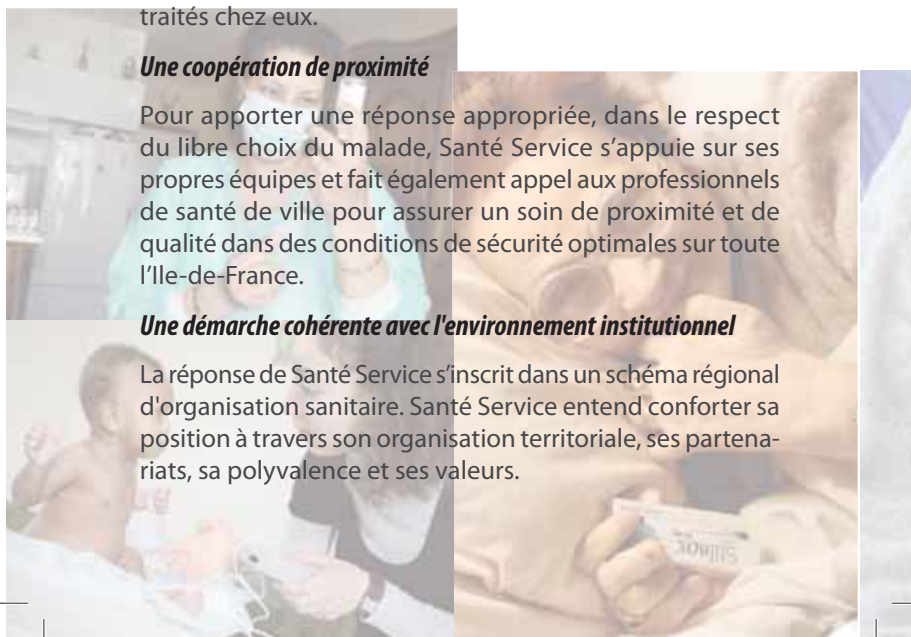 traités chez eux.
Une coopération de proximité
Pour apporter une réponse appropriée, dans le respect
du libre choix du malade, Santé Service s’appuie sur ses
propres équipes et fait également appel aux professionnels
de santé de ville pour assurer un soin de proximité et de
qualité dans des conditions de sécurité optimales sur toute
l’Ile-de-France.
Une démarche cohérente avec l'environnement institutionnel
La réponse de Santé Service s’inscrit dans un schéma régional
d'organisation sanitaire. Santé Service entend conforter sa
position à travers son organisation territoriale, ses partena-
riats, sa polyvalence et ses valeurs.
Stilnox